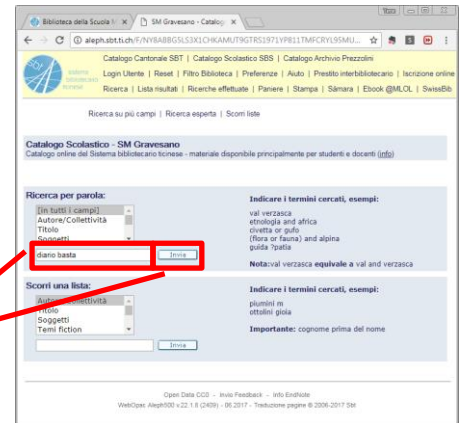 Biblioteca della Scuola M
SM Gravesano - Catalog
aleph.sbt.ti.ch/F/NY8ABBG5LS3X1CHKAMUT9GTRS1971YP811TMFCRYL95MU...
Catalogo Cantonale SBT | Catalogo Scolastico SBS | Catalogo Archivio Prezzolini
sistema bibliotecario ticinese
Login Utente | Reset | Filtro Biblioteca | Preferenze | Aiuto | Prestito interbibliotecario | Iscrizione online
Ricerca | Lista risultati | Ricerche effettuate | Paniere | Stampa | Sàmara | Ebook @MLOL | SwissBib
Ricerca su più campi | Ricerca esperta | Scorri liste
Catalogo Scolastico - SM Gravesano
Catalogo online del Sistema bibliotecario ticinese - materiale disponibile principalmente per studenti e docenti (info)
Ricerca per parola:
[in tutti i campi]
Autore/Collettività
Titolo
Soggetti
diario basta
Invia
Indicare i termini cercati, esempi:
val verzasca
etnologia and africa
civetta or gufo
(flora or fauna) and alpina
guida ?patia
Nota:val verzasca equivale a val and verzasca
Scorri una lista:
Autore/Collettività
Titolo
Soggetti
Temi fiction
Invia
Indicare i termini cercati, esempi:
piumini m
ottolini gioia
Importante: cognome prima del nome
Open Data CC0 - Invio Feedback - Info EndNote
WebOpac Aleph500 v.22.1.8 (2409) - 06.2017 - Traduzione pagine © 2006-2017 Sbt